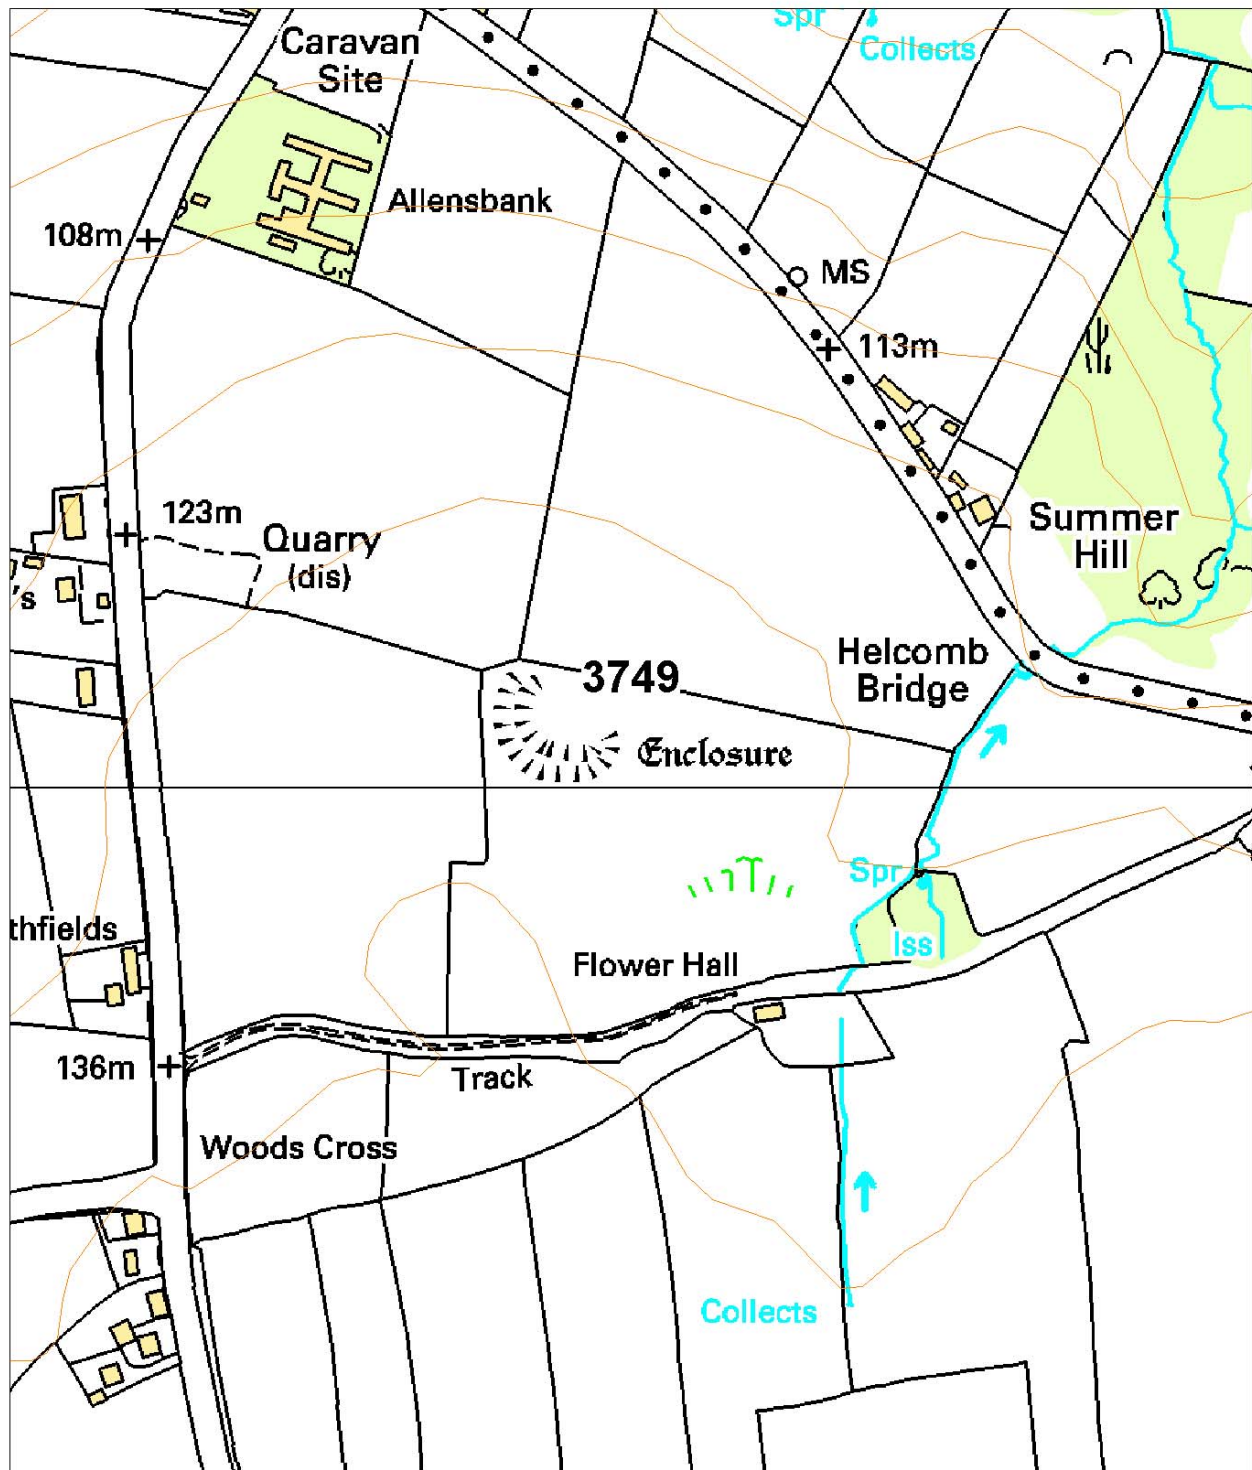 Spr
Collects
Caravan
Site
Allensbank
108m
MS
113m
123m
Quarry
(dis)
Summer
Hill
's
Helcomb
Bridge
3749
Enclosure
Spr
thfields
Iss
Flower Hall
136m
Track
Woods Cross
Collects